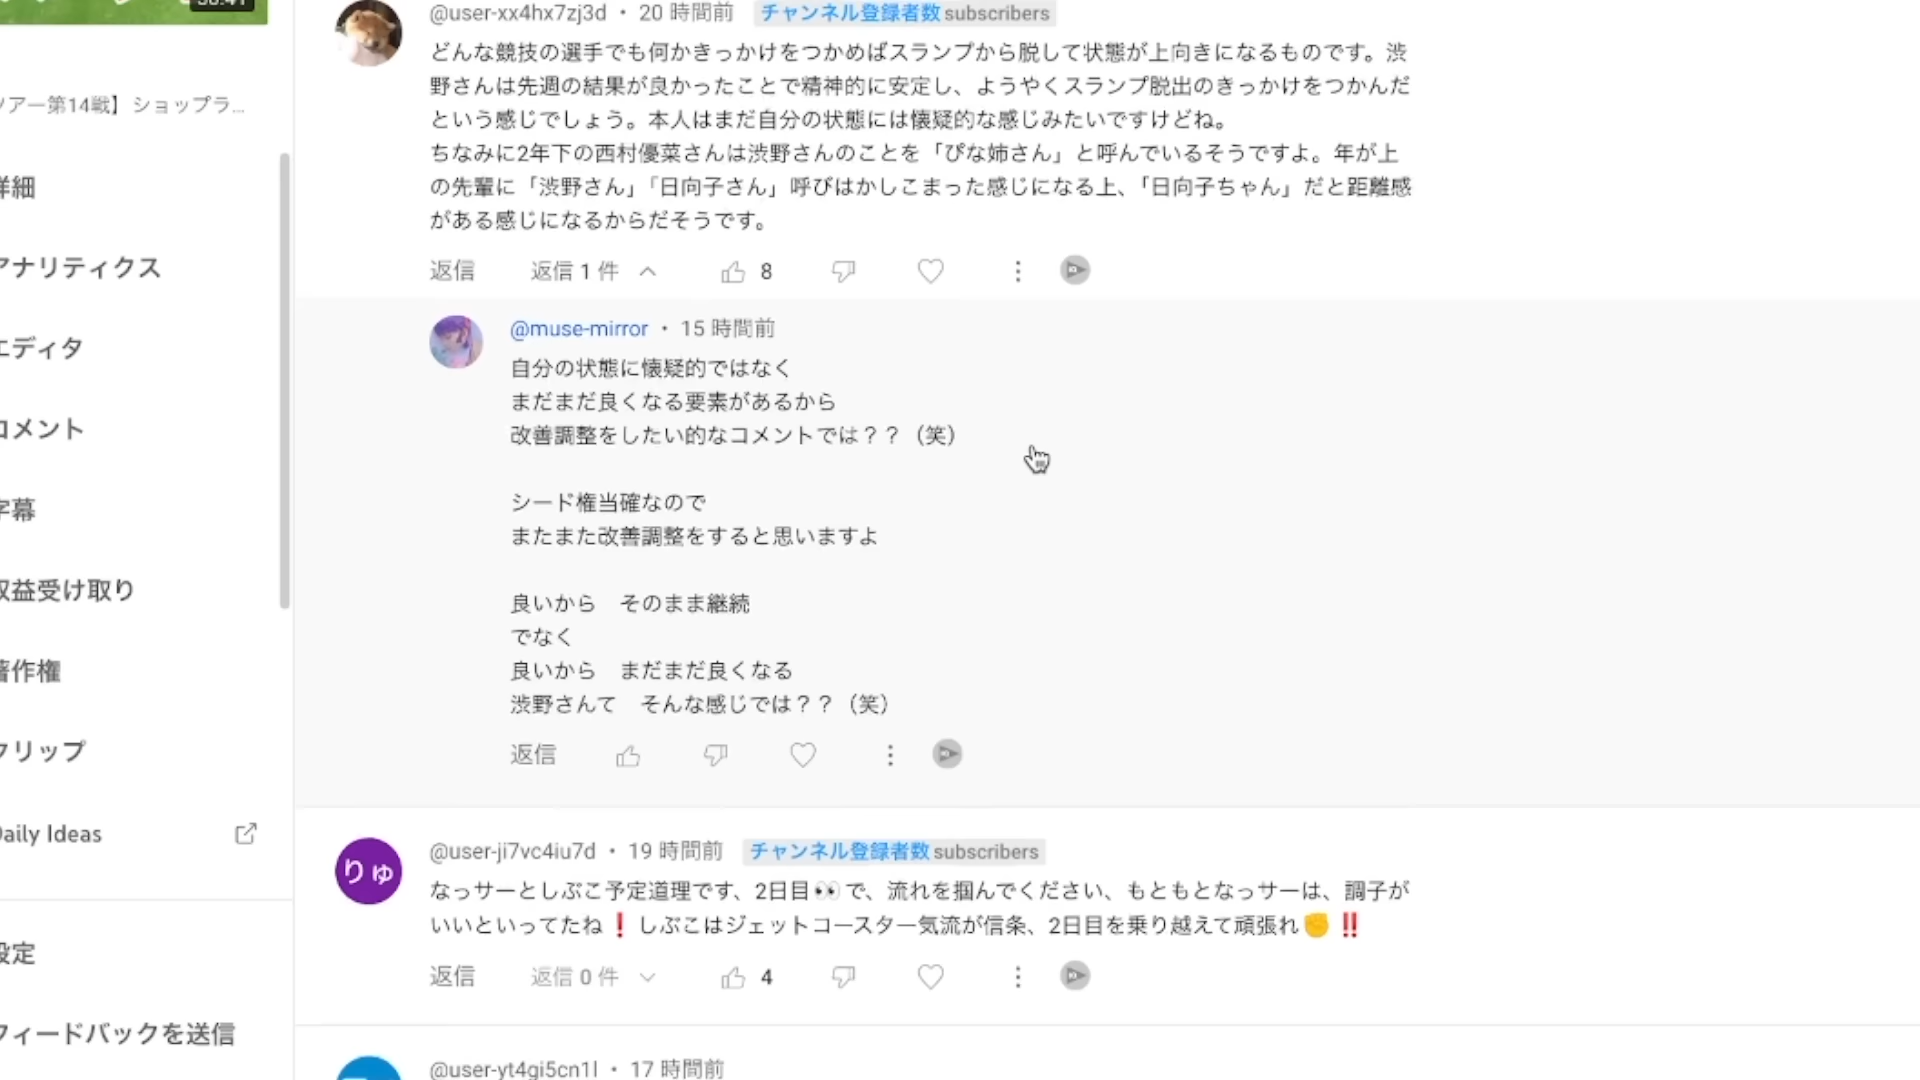 @user-xx4hx7zj3d ・ 20 時間前 チャンネル登録者数 subscribers
どんな競技の選手でも何かきっかけをつかめばスランプから脱して状態が上向きになるものです。渋
野さんは先週の結果が良かったことで精神的に安定し、ようやくスランプ脱出のきっかけをつかんだ
という感じでしょう。本人はまだ自分の状態には懐疑的な感じみたいですけどね。
ちなみに2年下の西村優菜さんは渋野さんのことを「ぴな姉さん」と呼んでいるそうですよ。年が上
の先輩に「渋野さん」「日向子さん」呼びはかしこまった感じになる上、「日向子ちゃん」だと距離感
がある感じになるからだそうです。
返信 返信 1 件 8
@muse-mirror ・ 15 時間前
自分の状態に懐疑的ではなく
まだまだ良くなる要素があるから
改善調整をしたい的なコメントでは？？（笑）
シード権当確なので
またまた改善調整をすると思いますよ
良いから　そのまま継続
でなく
良いから　まだまだ良くなる
渋野さんて　そんな感じでは？？（笑）
返信
りゅ
@user-ji7vc4iu7d ・ 19 時間前 チャンネル登録者数 subscribers
なっサーとしぶこ予定道理です、2日目👀で、流れを掴んでください、もともとなっサーは、調子が
いいといってたね❗しぶこはジェットコースター気流が信条、2日目を乗り越えて頑張れ✊‼️
返信 返信 0 件 4
@user-yt4gi5cn1l ・ 17 時間前
ツアー第14戦】ショップラ...
詳細
アナリティクス
エディタ
コメント
字幕
収益受け取り
著作権
クリップ
Daily Ideas
設定
フィードバックを送信